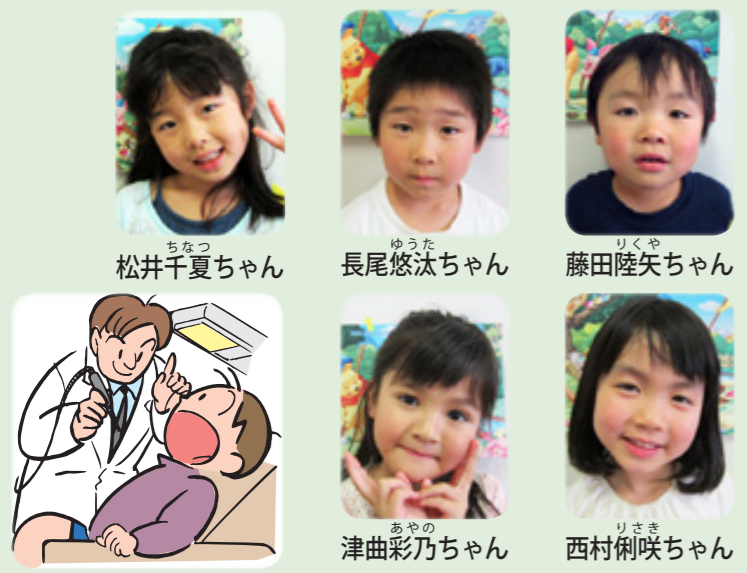 ちなつ
松井千夏ちゃん
ゆうた
長尾悠汰ちゃん
りくや
藤田陸矢ちゃん
あやの
津曲彩乃ちゃん
りさき
西村俐咲ちゃん